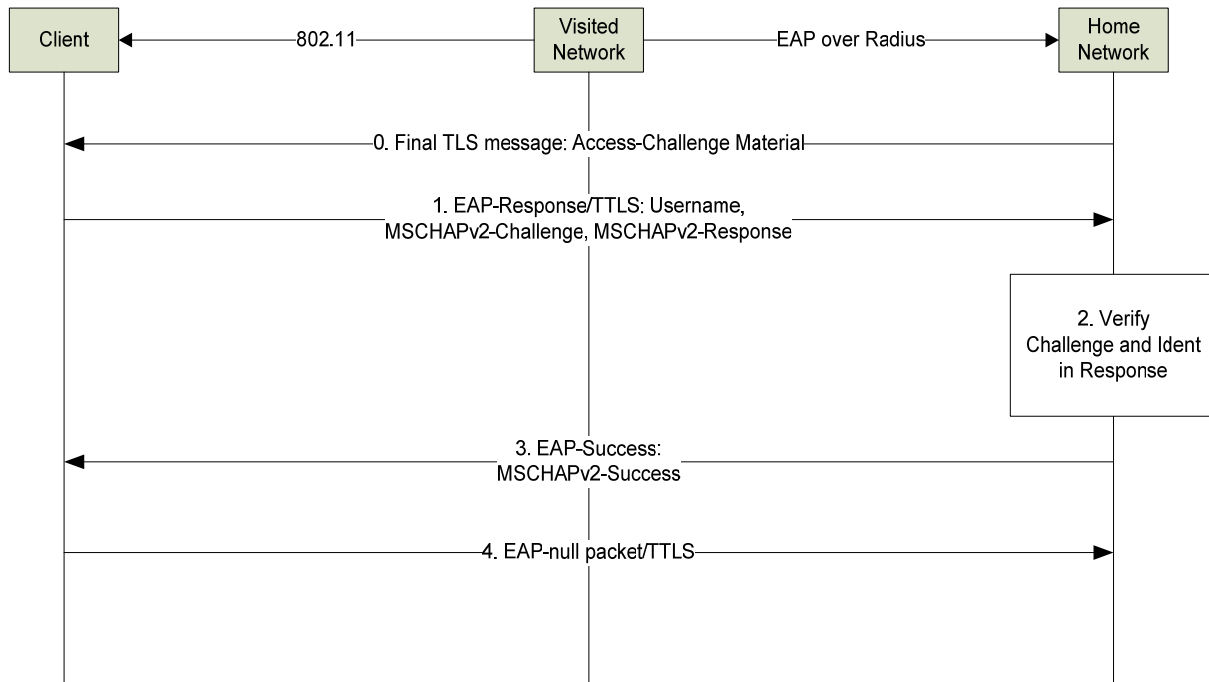 Client
802.11
Visited
Network
EAP over Radius
Home
Network
0. Final TLS message: Access-Challenge Material
1. EAP-Response/TTLS: Username,
MSCHAPv2-Challenge, MSCHAPv2-Response
2. Verify
Challenge and Ident
in Response
3. EAP-Success:
MSCHAPv2-Success
4. EAP-null packet/TTLS